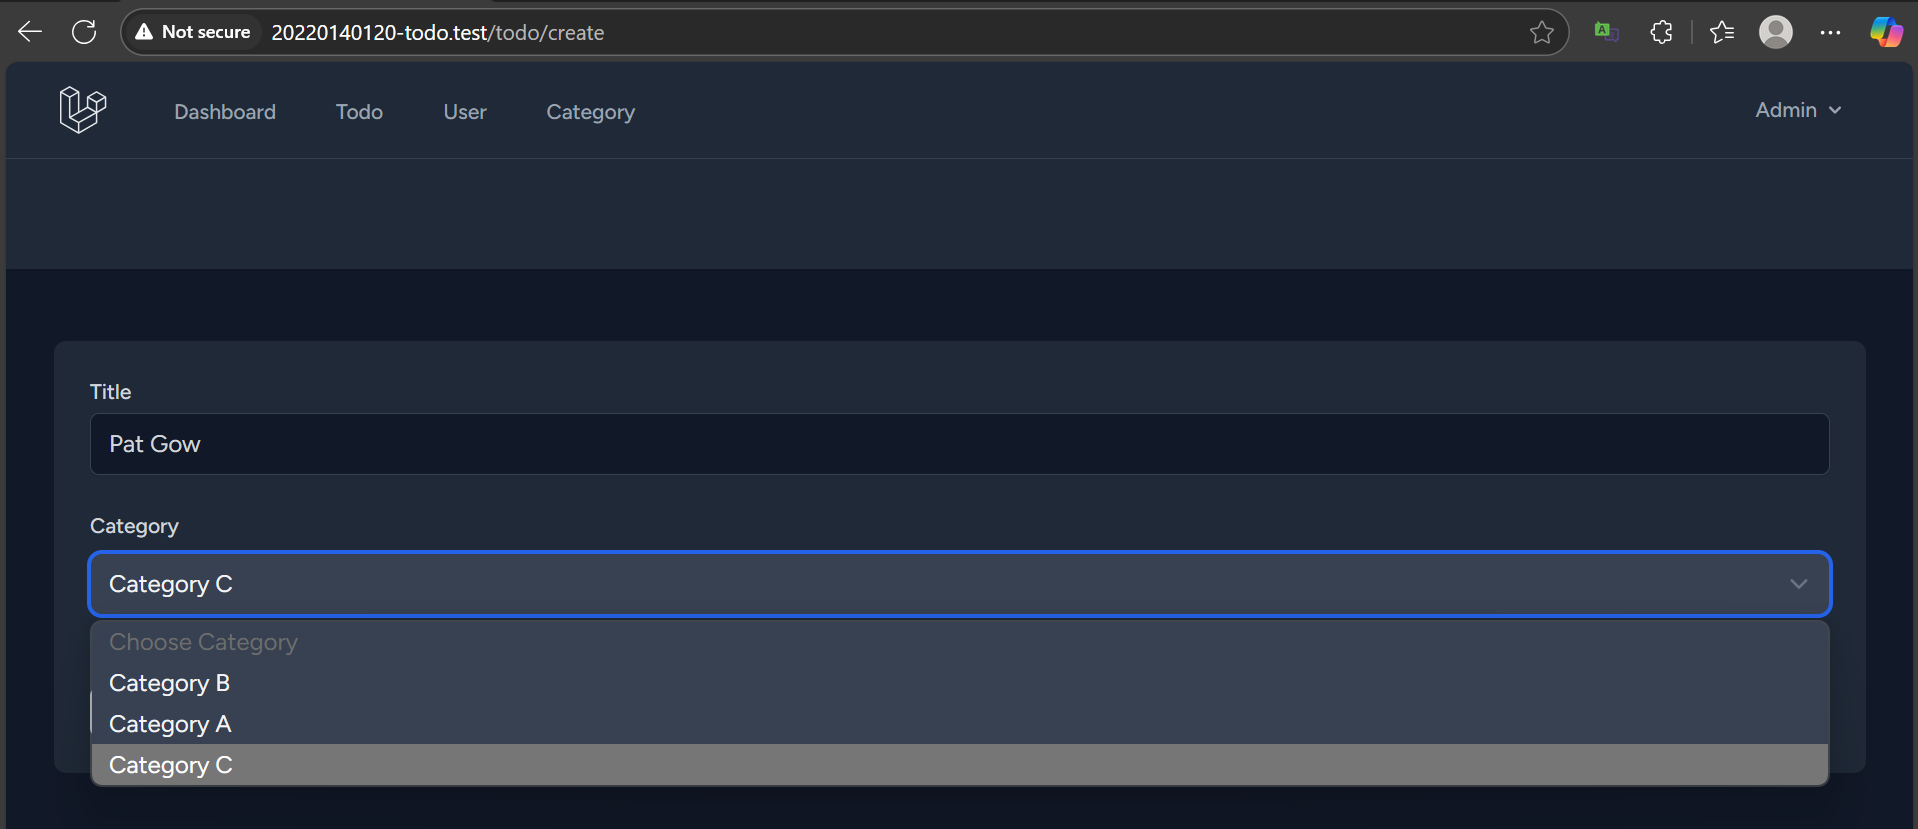 Not secure 20220140120-todo.test/todo/create
Dashboard Todo User Category Admin
Title
Pat Gow
Category
Category C
Choose Category
Category B
Category A
Category C